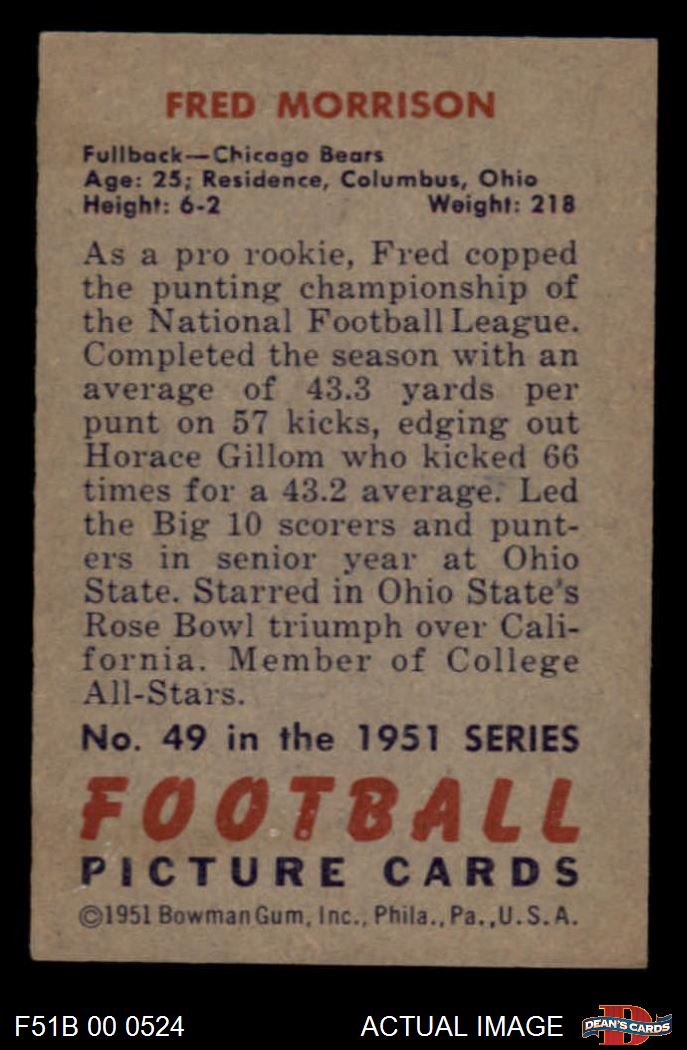 FRED MORRISON
Fullback—Chicago Bears
Age: 25; Residence, Columbus, Ohio
Height: 6-2 Weight: 218
As a pro rookie, Fred copped
the punting championship of
the National Football League.
Completed the season with an
average of 43.3 yards per
punt on 57 kicks, edging out
Horace Gillom who kicked 66
times for a 43.2 average. Led
the Big 10 scorers and punt-
ers in senior year at Ohio
State. Starred in Ohio State's
Rose Bowl triumph over Cali-
fornia. Member of College
All-Stars.
No. 49 in the 1951 SERIES
FOOTBALL
PICTURE CARDS
©1951 Bowman Gum, Inc., Phila., Pa., U.S.A.
F51B 00 0524 ACTUAL IMAGE D DEAN'S CARDS